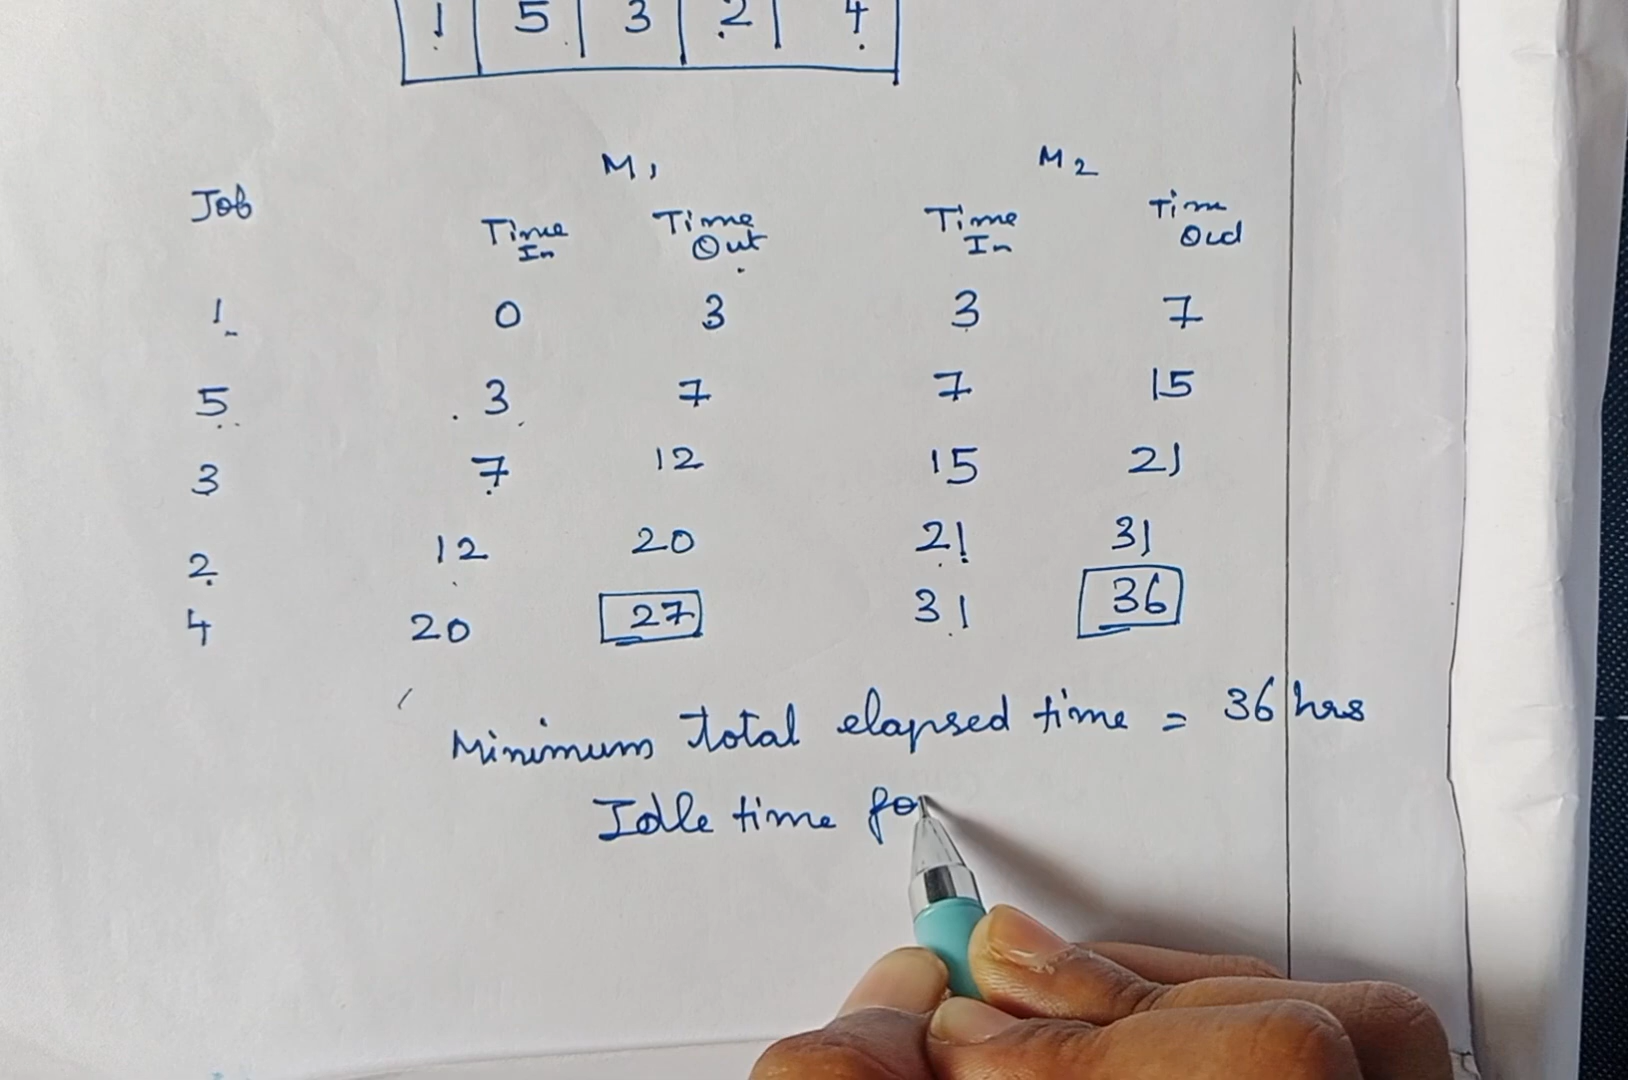 1 5 3 2 4
M1 M2
Job Time In Time Out Time In Time Out
1 0 3 3 7
5 3 7 7 15
3 7 12 15 21
2 12 20 21 31
4 20 27 31 36
Minimum total elapsed time = 36 hrs
Idle time for